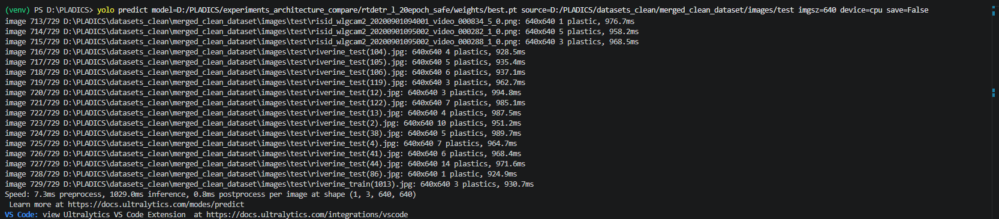 (venv) PS D:\PLADICS> yolo predict model=D:/PLADICS/experiments_architecture_compare/rtdetr_l_20epoch_safe/weights/best.pt source=D:/PLADICS/datasets_clean/merged_clean_dataset/images/test imgsz=640 device=cpu save=False
image 713/729 D:\PLADICS\datasets_clean\merged_clean_dataset\images\test\risid_wlgcam2_20200901094001_video_000834_5_0.png: 640x640 1 plastic, 976.7ms
image 714/729 D:\PLADICS\datasets_clean\merged_clean_dataset\images\test\risid_wlgcam2_20200901095002_video_000282_1_0.png: 640x640 5 plastics, 958.2ms
image 715/729 D:\PLADICS\datasets_clean\merged_clean_dataset\images\test\risid_wlgcam2_20200901095002_video_000288_1_0.png: 640x640 3 plastics, 968.5ms
image 716/729 D:\PLADICS\datasets_clean\merged_clean_dataset\images\test\riverine_test(104).jpg: 640x640 4 plastics, 928.5ms
image 717/729 D:\PLADICS\datasets_clean\merged_clean_dataset\images\test\riverine_test(105).jpg: 640x640 5 plastics, 935.4ms
image 718/729 D:\PLADICS\datasets_clean\merged_clean_dataset\images\test\riverine_test(106).jpg: 640x640 6 plastics, 937.1ms
image 719/729 D:\PLADICS\datasets_clean\merged_clean_dataset\images\test\riverine_test(119).jpg: 640x640 3 plastics, 962.7ms
image 720/729 D:\PLADICS\datasets_clean\merged_clean_dataset\images\test\riverine_test(12).jpg: 640x640 3 plastics, 994.8ms
image 721/729 D:\PLADICS\datasets_clean\merged_clean_dataset\images\test\riverine_test(122).jpg: 640x640 7 plastics, 985.1ms
image 722/729 D:\PLADICS\datasets_clean\merged_clean_dataset\images\test\riverine_test(13).jpg: 640x640 4 plastics, 987.5ms
image 723/729 D:\PLADICS\datasets_clean\merged_clean_dataset\images\test\riverine_test(2).jpg: 640x640 10 plastics, 951.2ms
image 724/729 D:\PLADICS\datasets_clean\merged_clean_dataset\images\test\riverine_test(38).jpg: 640x640 5 plastics, 989.7ms
image 725/729 D:\PLADICS\datasets_clean\merged_clean_dataset\images\test\riverine_test(4).jpg: 640x640 7 plastics, 964.7ms
image 726/729 D:\PLADICS\datasets_clean\merged_clean_dataset\images\test\riverine_test(41).jpg: 640x640 6 plastics, 968.4ms
image 727/729 D:\PLADICS\datasets_clean\merged_clean_dataset\images\test\riverine_test(44).jpg: 640x640 14 plastics, 971.6ms
image 728/729 D:\PLADICS\datasets_clean\merged_clean_dataset\images\test\riverine_test(86).jpg: 640x640 1 plastic, 924.9ms
image 729/729 D:\PLADICS\datasets_clean\merged_clean_dataset\images\test\riverine_train(1013).jpg: 640x640 3 plastics, 930.7ms
Speed: 7.3ms preprocess, 1029.0ms inference, 0.8ms postprocess per image at shape (1, 3, 640, 640)
Learn more at https://docs.ultralytics.com/modes/predict
VS Code: view Ultralytics VS Code Extension  at https://docs.ultralytics.com/integrations/vscode